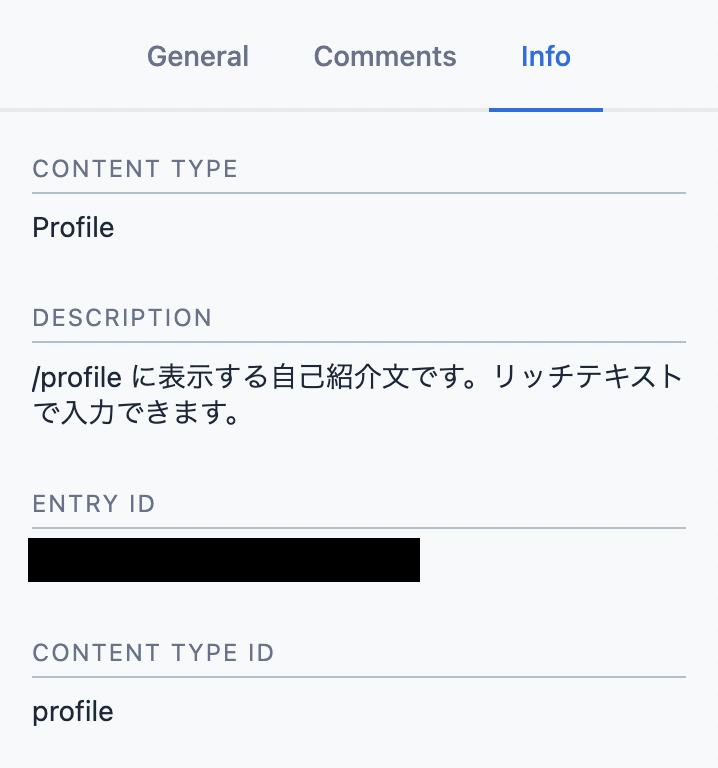 General Comments Info
CONTENT TYPE
Profile
DESCRIPTION
/profile に表示する自己紹介文です。リッチテキスト
で入力できます。
ENTRY ID
CONTENT TYPE ID
profile